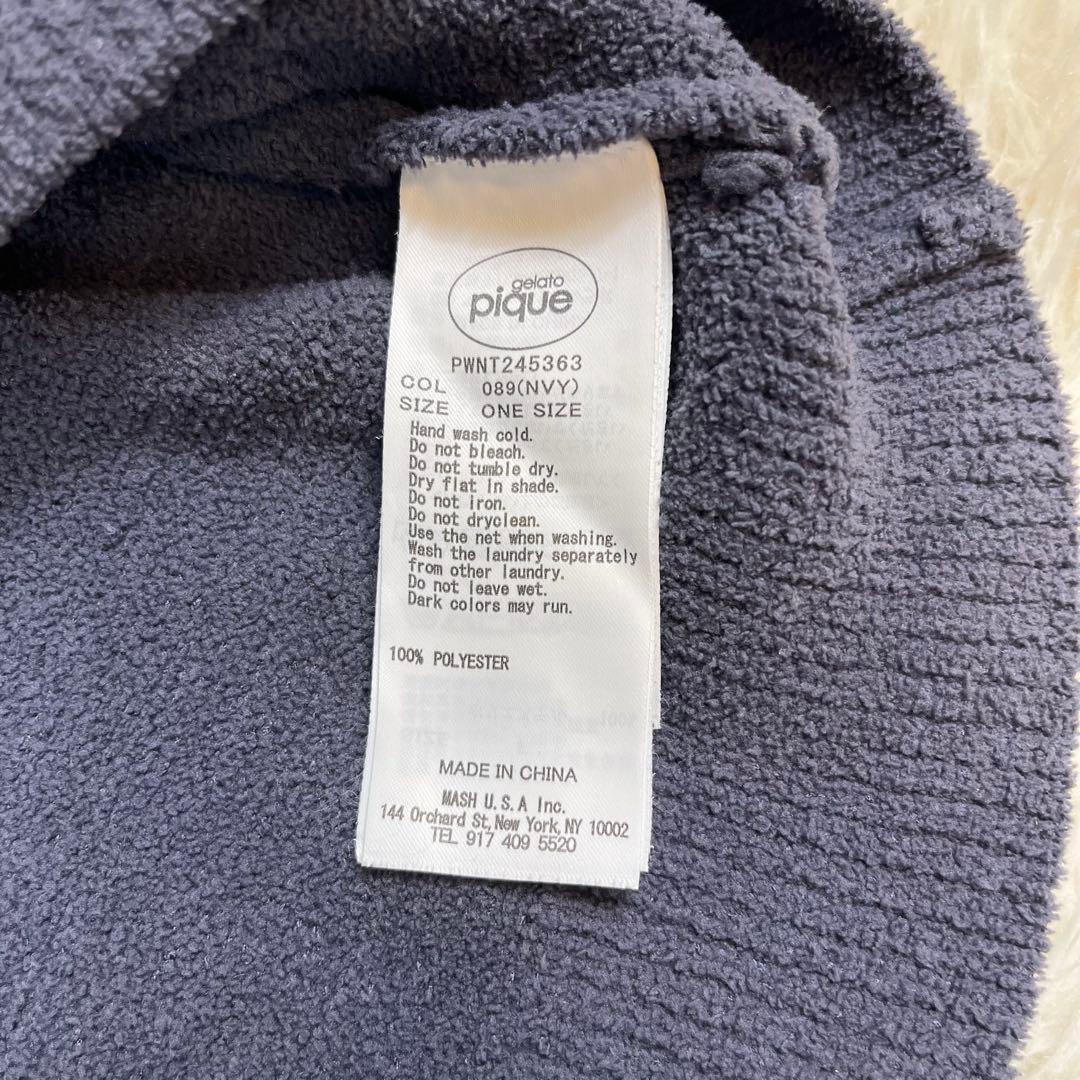 gelato
pique
PWNT245363
COL 089(NVY)
SIZE ONE SIZE
Hand wash cold.
Do not bleach.
Do not tumble dry.
Dry flat in shade.
Do not iron.
Do not dryclean.
Use the net when washing.
Wash the laundry separately
from other laundry.
Do not leave wet.
Dark colors may run.
100% POLYESTER
MADE IN CHINA
MASH U.S.A Inc.
144 Orchard St, New York, NY 10002
TEL 917 409 5520